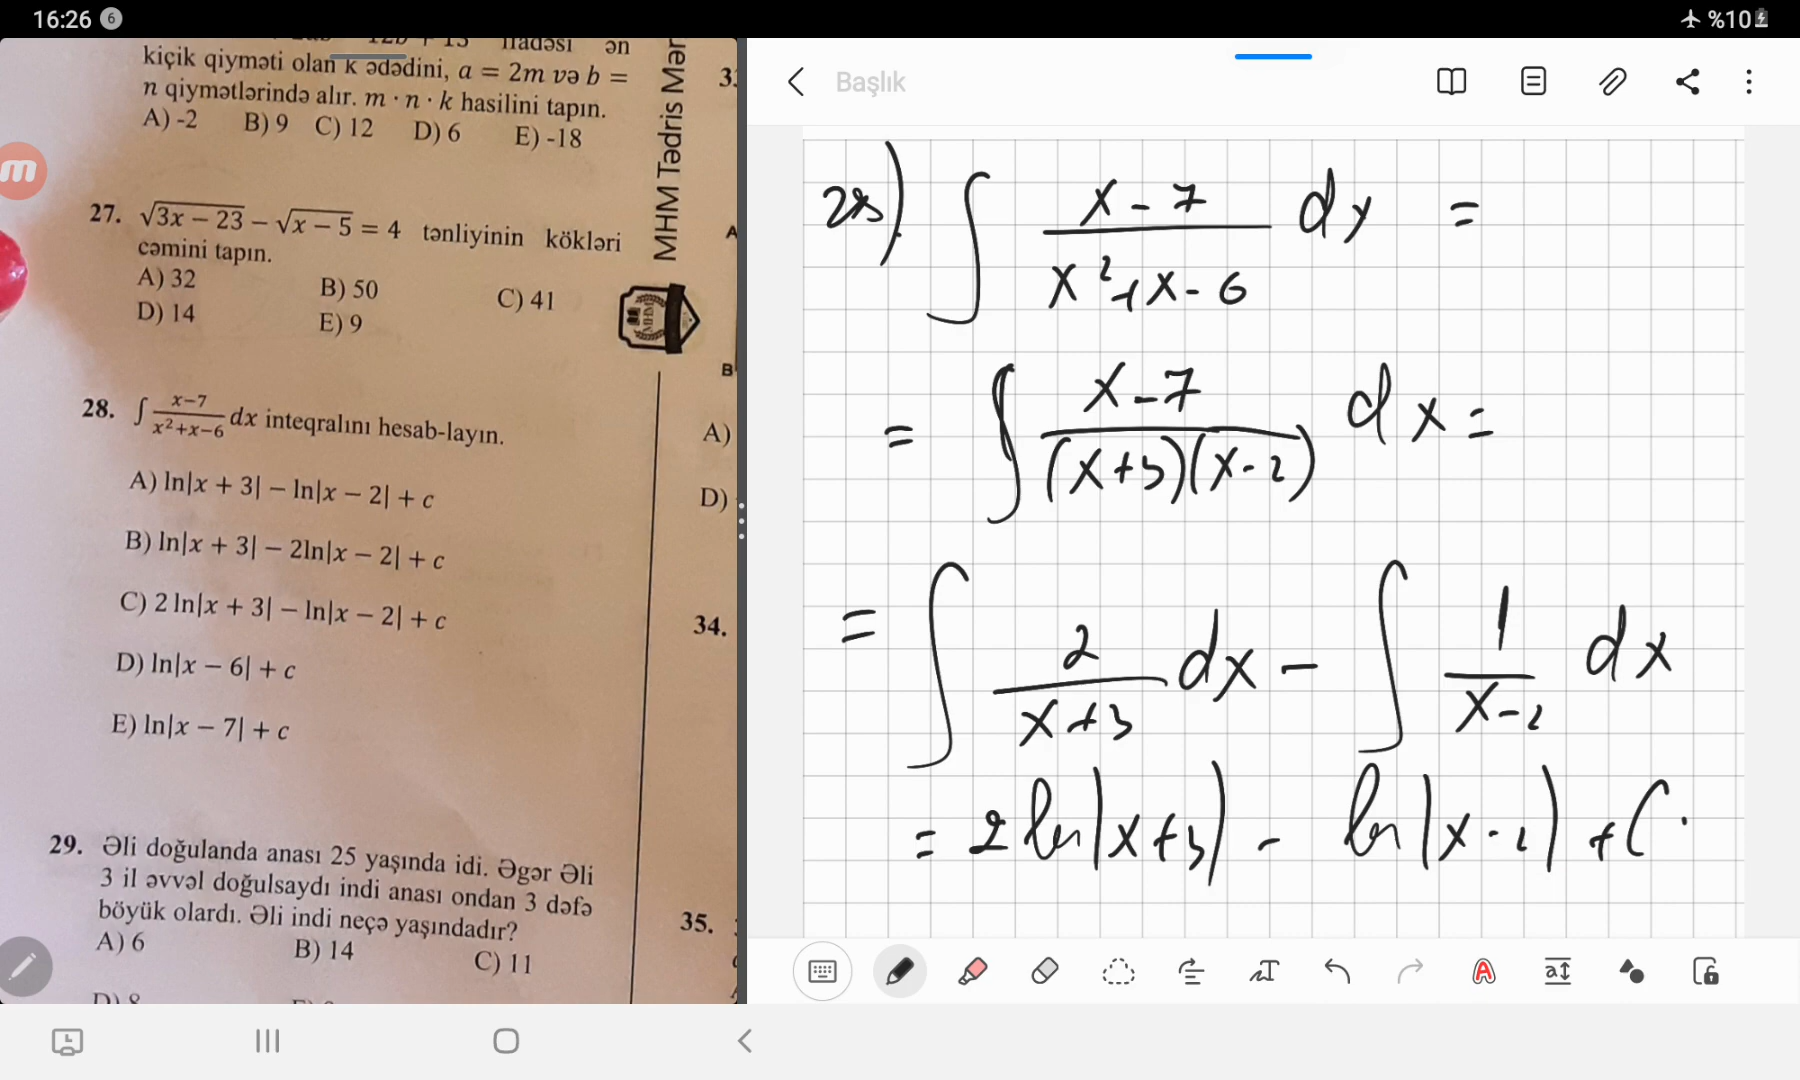 16:26 6
%10
ifadəsi ən
kiçik qiyməti olan k ədədini, a = 2m və b =
n qiymətlərində alır. m · n · k hasilini tapın.
A) -2 B) 9 C) 12 D) 6 E) -18
27. √3x − 23 − √x − 5 = 4 tənliyinin kökləri
cəmini tapın.
A) 32 B) 50 C) 41
D) 14 E) 9
28. ∫ x−7/x²+x−6 dx inteqralını hesab-layın.
A) ln|x + 3| − ln|x − 2| + c
B) ln|x + 3| − 2ln|x − 2| + c
C) 2 ln|x + 3| − ln|x − 2| + c
D) ln|x − 6| + c
E) ln|x − 7| + c
29. Əli doğulanda anası 25 yaşında idi. Əgər Əli
3 il əvvəl doğulsaydı indi anası ondan 3 dəfə
böyük olardı. Əli indi neçə yaşındadır?
A) 6 B) 14 C) 11
MHM Tədris Mər
MHM
A
B
A)
D)
34.
35.
Başlık
28) ∫ x-7/x²+x-6 dx =
= ∫ x-7/(x+3)(x-2) dx =
= ∫ 2/x+3 dx - ∫ 1/x-2 dx
= 2 ln|x+3| - ln|x-2| + C.